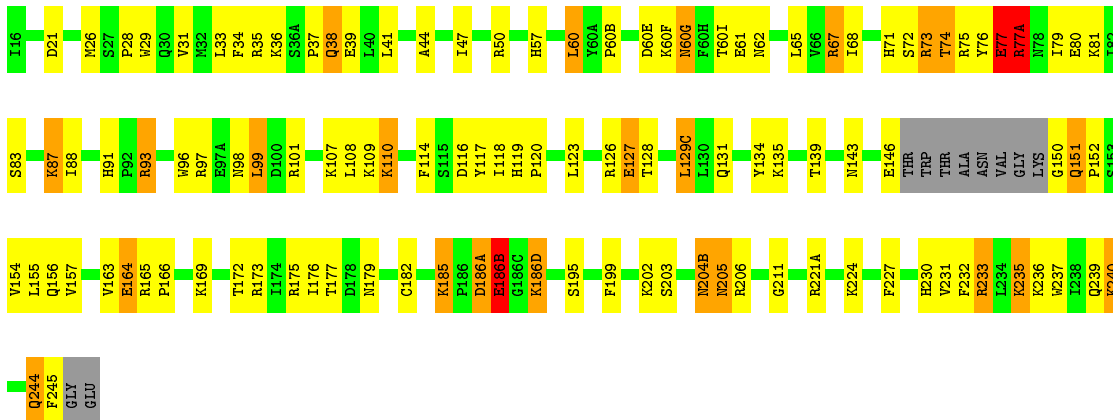 I16 D21 M26 S27 P28 W29 Q30 V31 M32 L33 F34 R35 K36 S36A P37 Q38 E39 L40 L41 A44 I47 R50 H57 L60 Y60A P60B D60E K60F N60G F60H T60I E61 N62 L65 V66 R67 I68 H71 S72 R73 T74 R75 Y76 E77 R77A N78 I79 E80 K81 I82
S83 K87 I88 H91 P92 R93 W96 R97 E97A N98 L99 D100 R101 K107 L108 K109 K110 F114 S115 D116 Y117 I118 H119 P120 L123 R126 E127 T128 L129C L130 Q131 Y134 K135 T139 N143 E146 THR TRP THR ALA ASN VAL GLY LYS G150 Q151 P152 S153
V154 L155 Q156 V157 V163 E164 R165 P166 K169 T172 R173 I174 R175 I176 T177 D178 N179 C182 K185 P186 D186A E186B G186C K186D S195 F199 K202 S203 N204B N205 R206 G211 R221A K224 F227 H230 V231 F232 R233 L234 K235 K236 W237 I238 Q239 K240
Q244 F245 GLY GLU